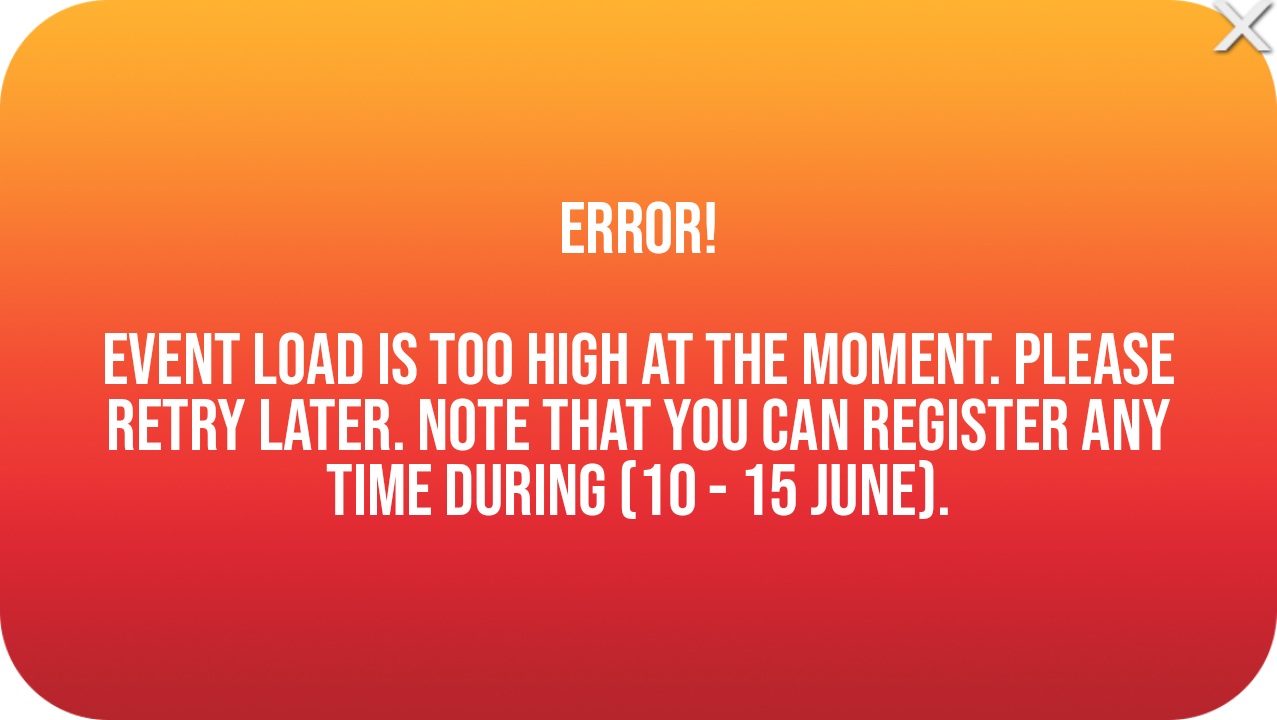 ERROR!
EVENT LOAD IS TOO HIGH AT THE MOMENT. PLEASE
RETRY LATER. NOTE THAT YOU CAN REGISTER ANY
TIME DURING (10 - 15 JUNE).